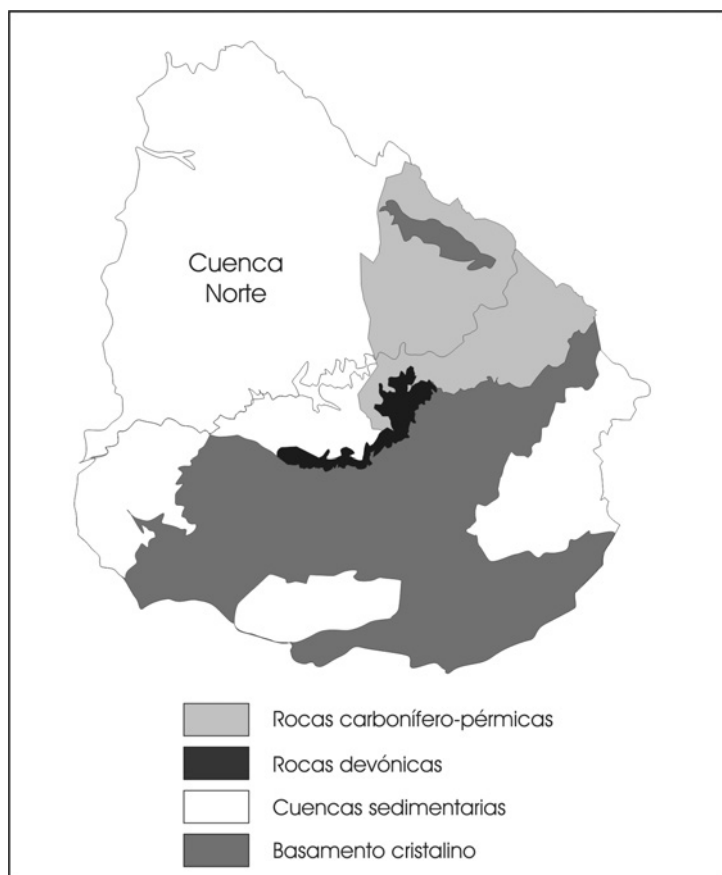 Cuenca
Norte
Rocas carbonífero-pérmicas
Rocas devónicas
Cuencas sedimentarias
Basamento cristalino